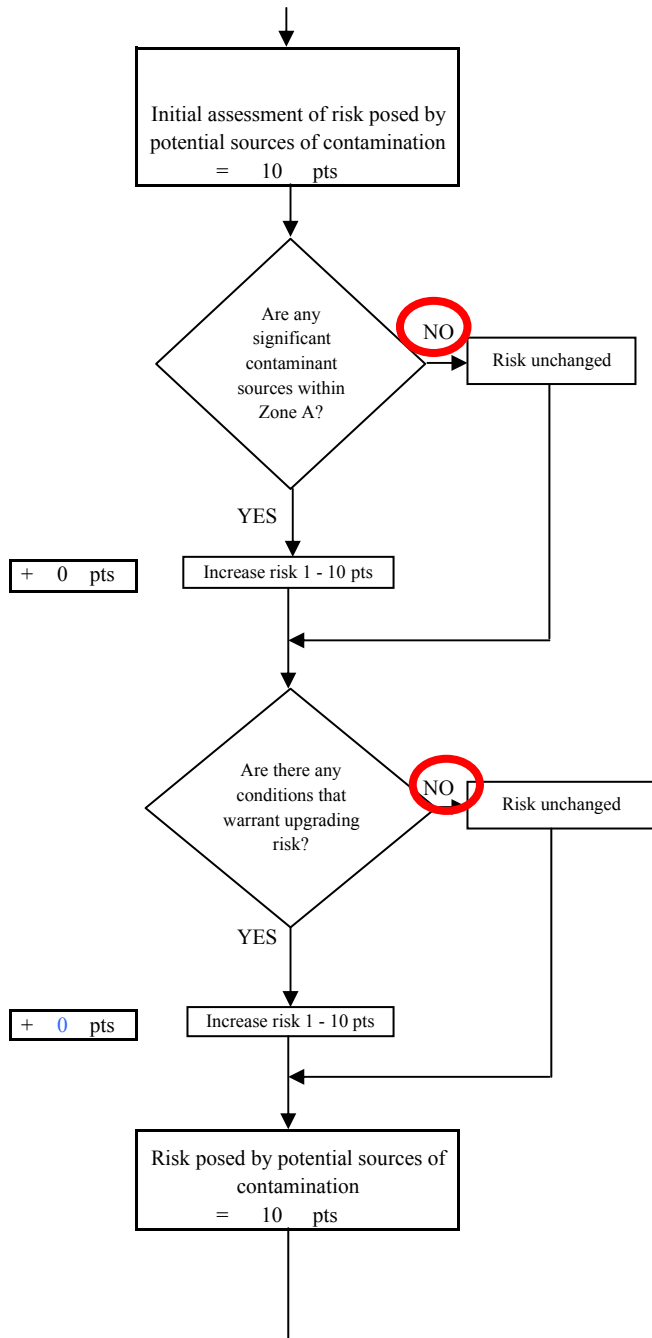 Initial assessment of risk posed by
potential sources of contamination
= 10 pts
Are any
significant
contaminant
sources within
Zone A?
NO
Risk unchanged
YES
+ 0 pts
Increase risk 1 - 10 pts
Are there any
conditions that
warrant upgrading
risk?
NO
Risk unchanged
YES
+ 0 pts
Increase risk 1 - 10 pts
Risk posed by potential sources of
contamination
= 10 pts